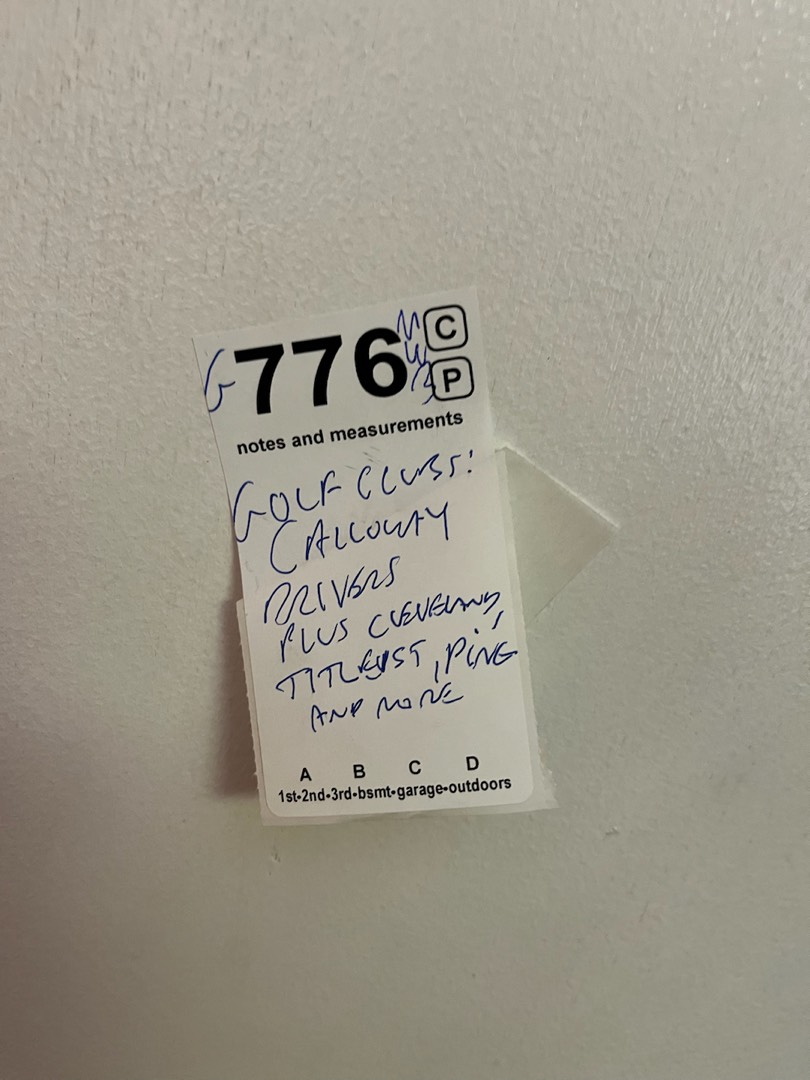 G 776 C
P
notes and measurements
GOLF CLUBS:
CALLOWAY
DRIVERS
PLUS CLEVELAND,
TITLEIST, PING
AND MORE
A B C D
1st-2nd-3rd-bsmt-garage-outdoors